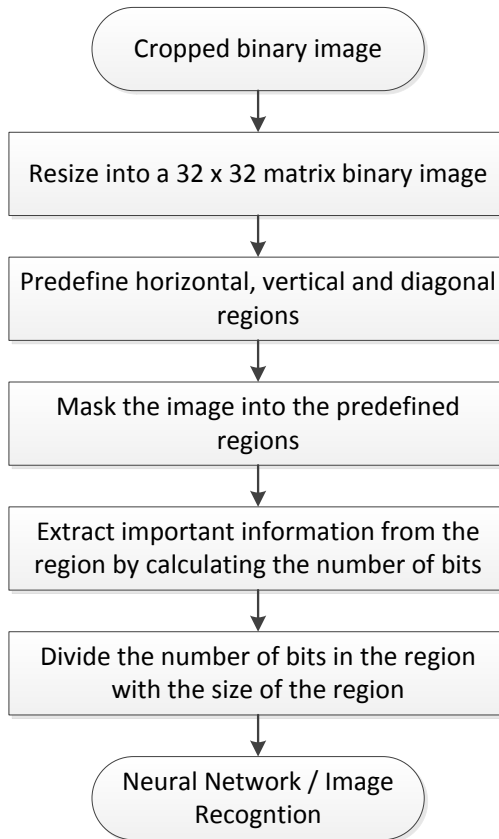 Cropped binary image
Resize into a 32 x 32 matrix binary image
Predefine horizontal, vertical and diagonal
regions
Mask the image into the predefined
regions
Extract important information from the
region by calculating the number of bits
Divide the number of bits in the region
with the size of the region
Neural Network / Image
Recogntion